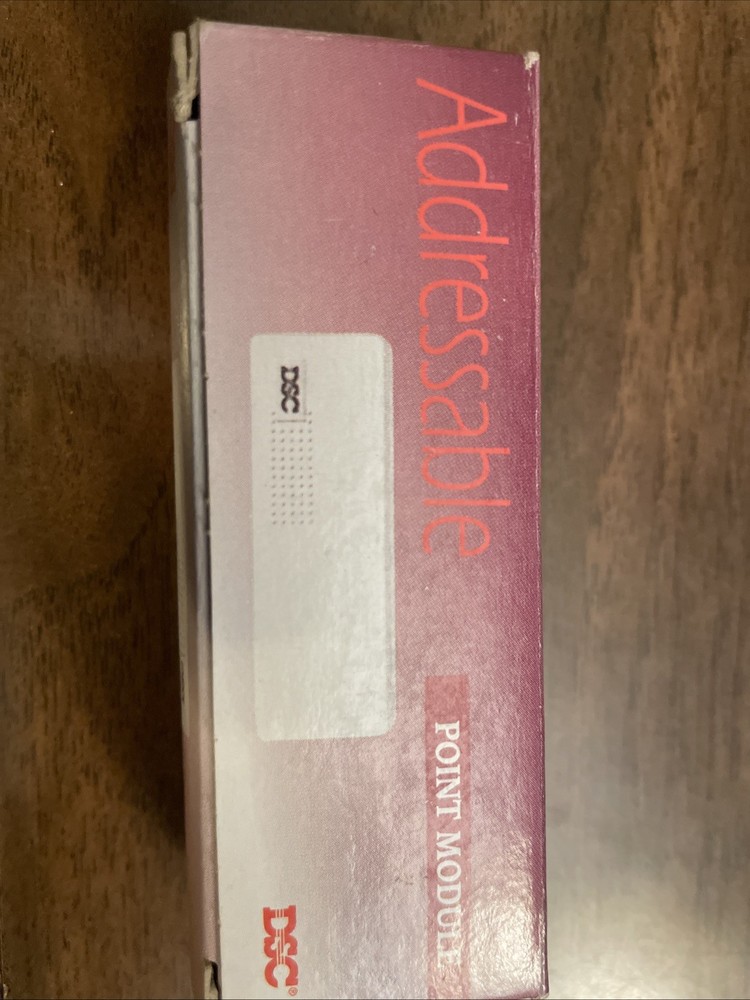 Addressable
POINT MODULE
DSC
DSC®